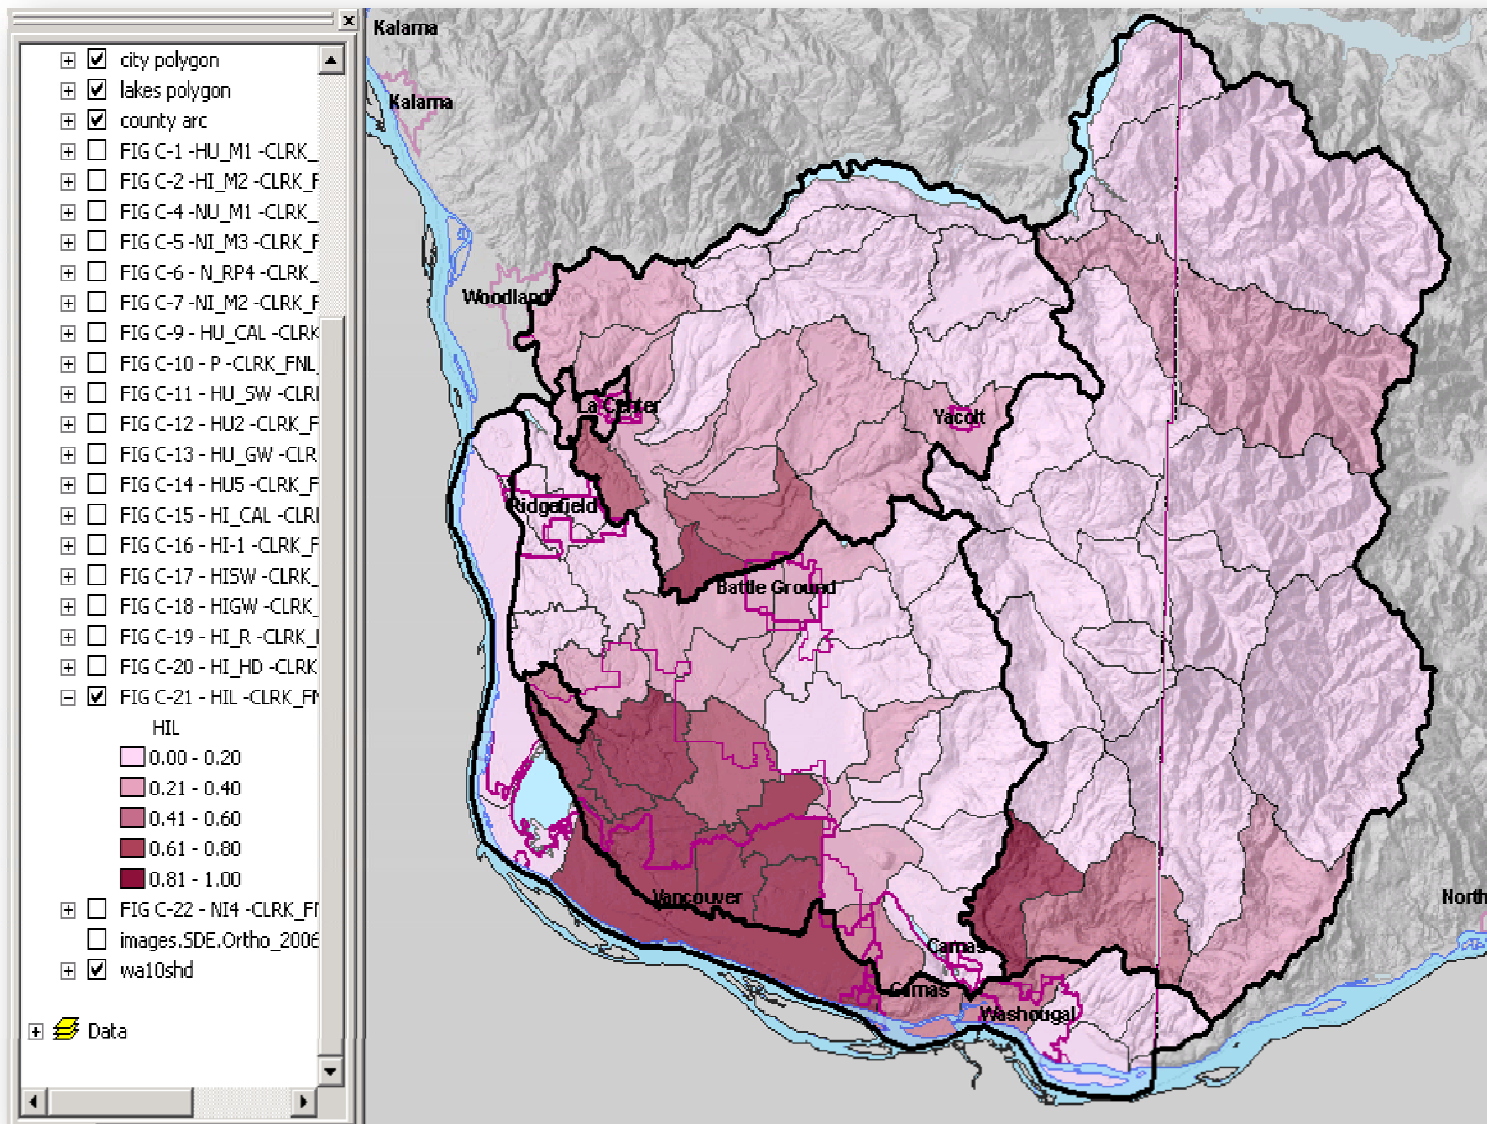 city polygon
lakes polygon
county arc
FIG C-1 -HU_M1 -CLRK_
FIG C-2 -HI_M2 -CLRK_F
FIG C-4 -NU_M1 -CLRK_
FIG C-5 -NI_M3 -CLRK_F
FIG C-6 - N_RP4 -CLRK_
FIG C-7 -NI_M2 -CLRK_F
FIG C-9 - HU_CAL -CLRK
FIG C-10 - P -CLRK_FNL_
FIG C-11 - HU_SW -CLRI
FIG C-12 - HU2 -CLRK_F
FIG C-13 - HU_GW -CLR
FIG C-14 - HU5 -CLRK_F
FIG C-15 - HI_CAL -CLRI
FIG C-16 - HI-1 -CLRK_F
FIG C-17 - HISW -CLRK_
FIG C-18 - HIGW -CLRK_
FIG C-19 - HI_R -CLRK_I
FIG C-20 - HI_HD -CLRK
FIG C-21 - HIL -CLRK_FN
HIL
0.00 - 0.20
0.21 - 0.40
0.41 - 0.60
0.61 - 0.80
0.81 - 1.00
FIG C-22 - NI4 -CLRK_FI
images.SDE.Ortho_2006
wa10shd
Data
Kalama
Kalama
Woodland
La Center
Yacolt
Ridgefield
Battle Ground
Vancouver
North
Camas
Camas
Washougal